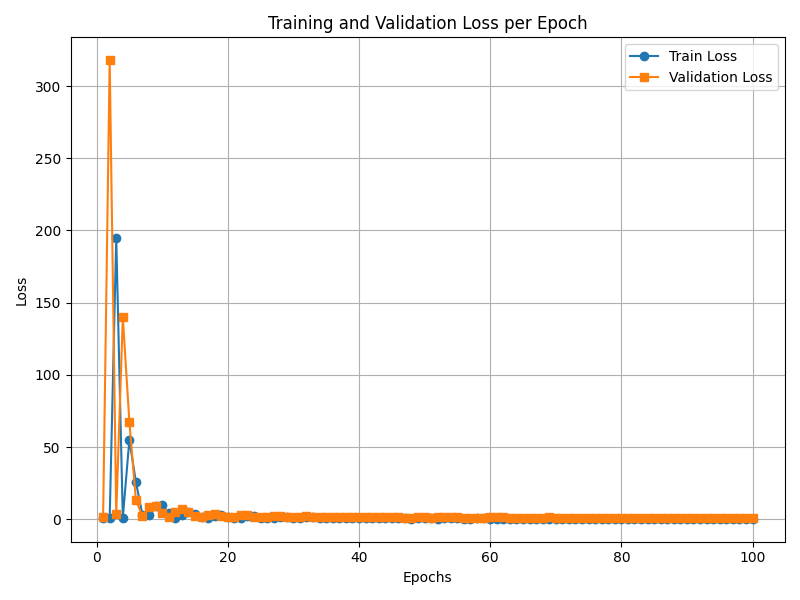 Training and Validation Loss per Epoch
Train Loss
Validation Loss
300
250
200
150
100
50
0
Loss
0 20 40 60 80 100
Epochs